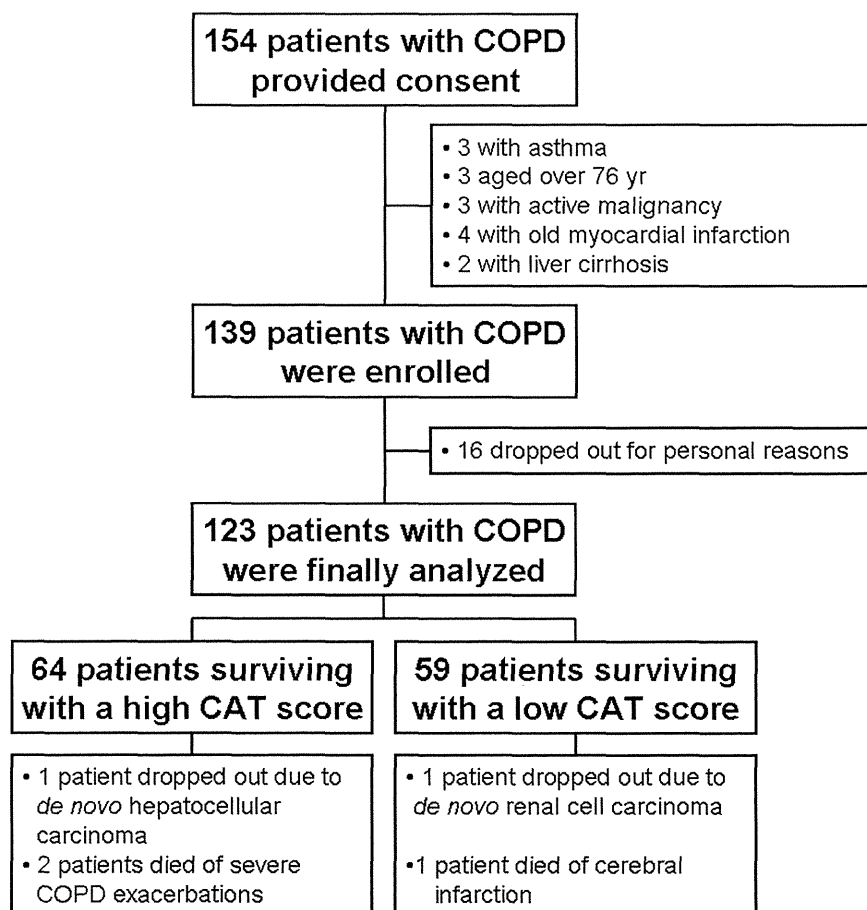 154 patients with COPD
provided consent
• 3 with asthma
• 3 aged over 76 yr
• 3 with active malignancy
• 4 with old myocardial infarction
• 2 with liver cirrhosis
139 patients with COPD
were enrolled
• 16 dropped out for personal reasons
123 patients with COPD
were finally analyzed
64 patients surviving
with a high CAT score
59 patients surviving
with a low CAT score
• 1 patient dropped out due to
de novo hepatocellular
carcinoma
• 2 patients died of severe
COPD exacerbations
• 1 patient dropped out due to
de novo renal cell carcinoma
•1 patient died of cerebral
infarction